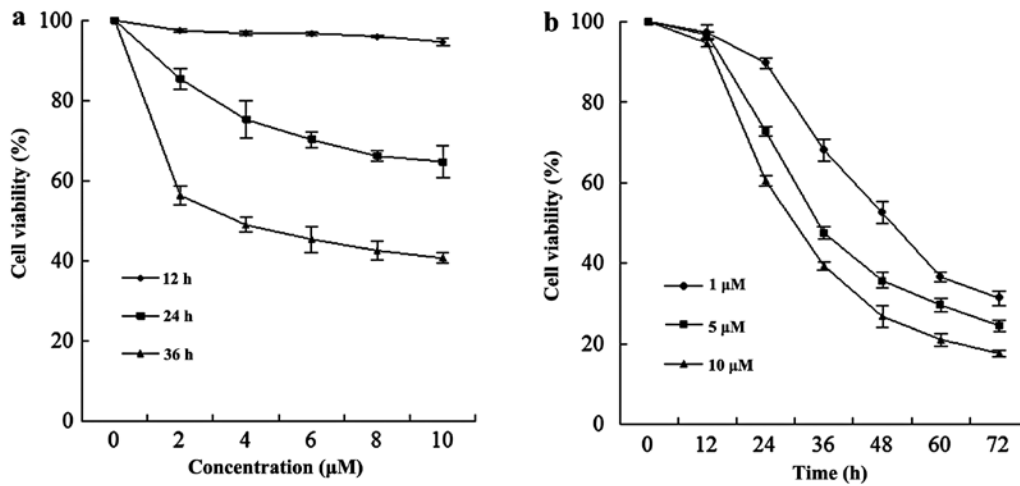 a
100
80
60
40
20
0
Cell viability (%)
12 h
24 h
36 h
0 2 4 6 8 10
Concentration (µM)
b
100
80
60
40
20
0
Cell viability (%)
1 µM
5 µM
10 µM
0 12 24 36 48 60 72
Time (h)